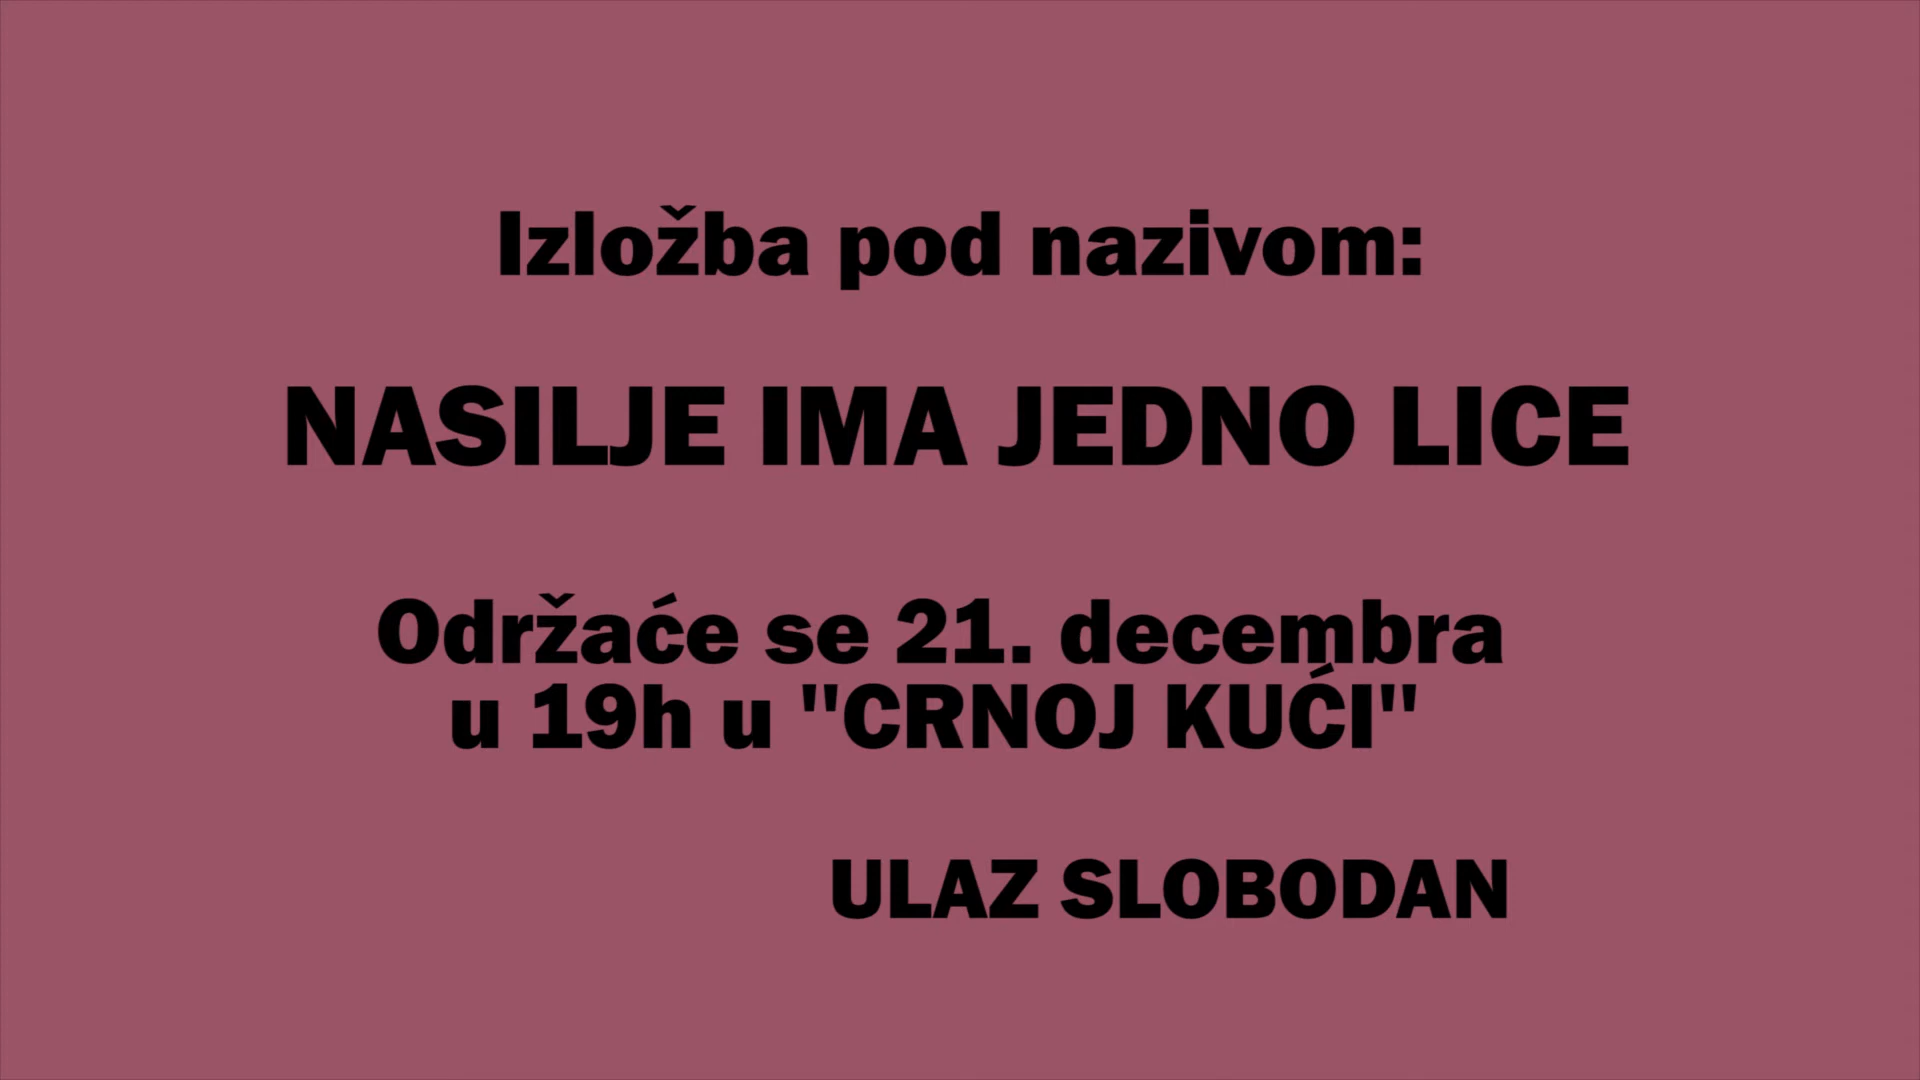 Izložba pod nazivom:
NASILJE IMA JEDNO LICE
Održaće se 21. decembra
u 19h u "CRNOJ KUĆI"
ULAZ SLOBODAN